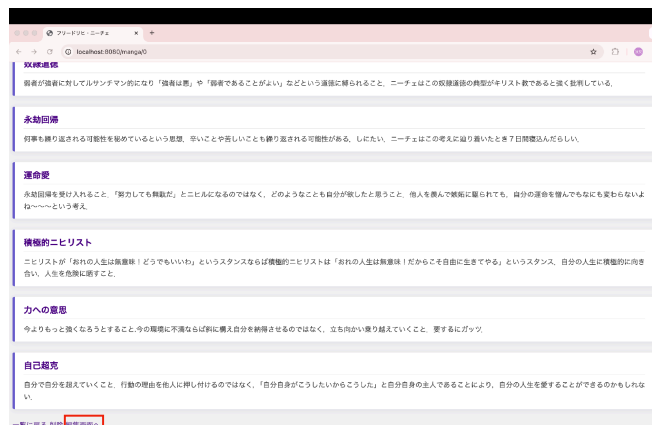 フリードリヒ・ニーチェ
localhost:8080/manga/0
奴隷道徳
弱者が強者に対してルサンチマン的になり「強者は悪」や「弱者であることがよい」などという道徳に縛られること。ニーチェはこの奴隷道徳の典型がキリスト教であると強く批判している。
永劫回帰
何事も繰り返される可能性を秘めているという思想。辛いことや苦しいことも繰り返される可能性がある。しにたい。ニーチェはこの考えに辿り着いたとき７日間寝込んだらしい。
運命愛
永劫回帰を受け入れること。「努力しても無駄だ」とニヒルになるのではなく、どのようなことも自分が欲したと思うこと。他人を羨んで嫉妬に駆られても、自分の運命を憎んでもなにも変わらないよ
ね〜〜〜という考え。
積極的ニヒリスト
ニヒリストが「おれの人生は無意味！どうでもいいわ」というスタンスならば積極的ニヒリストは「おれの人生は無意味！だからこそ自由に生きてやる」というスタンス。自分の人生に積極的に向き
合い、人生を危険に晒すこと。
力への意思
今よりもっと強くなろうとすること.今の環境に不満ならば斜に構え自分を納得させるのではなく、立ち向かい乗り越えていくこと。要するにガッツ。
自己超克
自分で自分を超えていくこと。行動の理由を他人に押し付けるのではなく、「自分自身がこうしたいからこうした」と自分自身の主人であることにより、自分の人生を愛することができるのかもしれな
い。
一覧に戻る 削除 編集画面へ